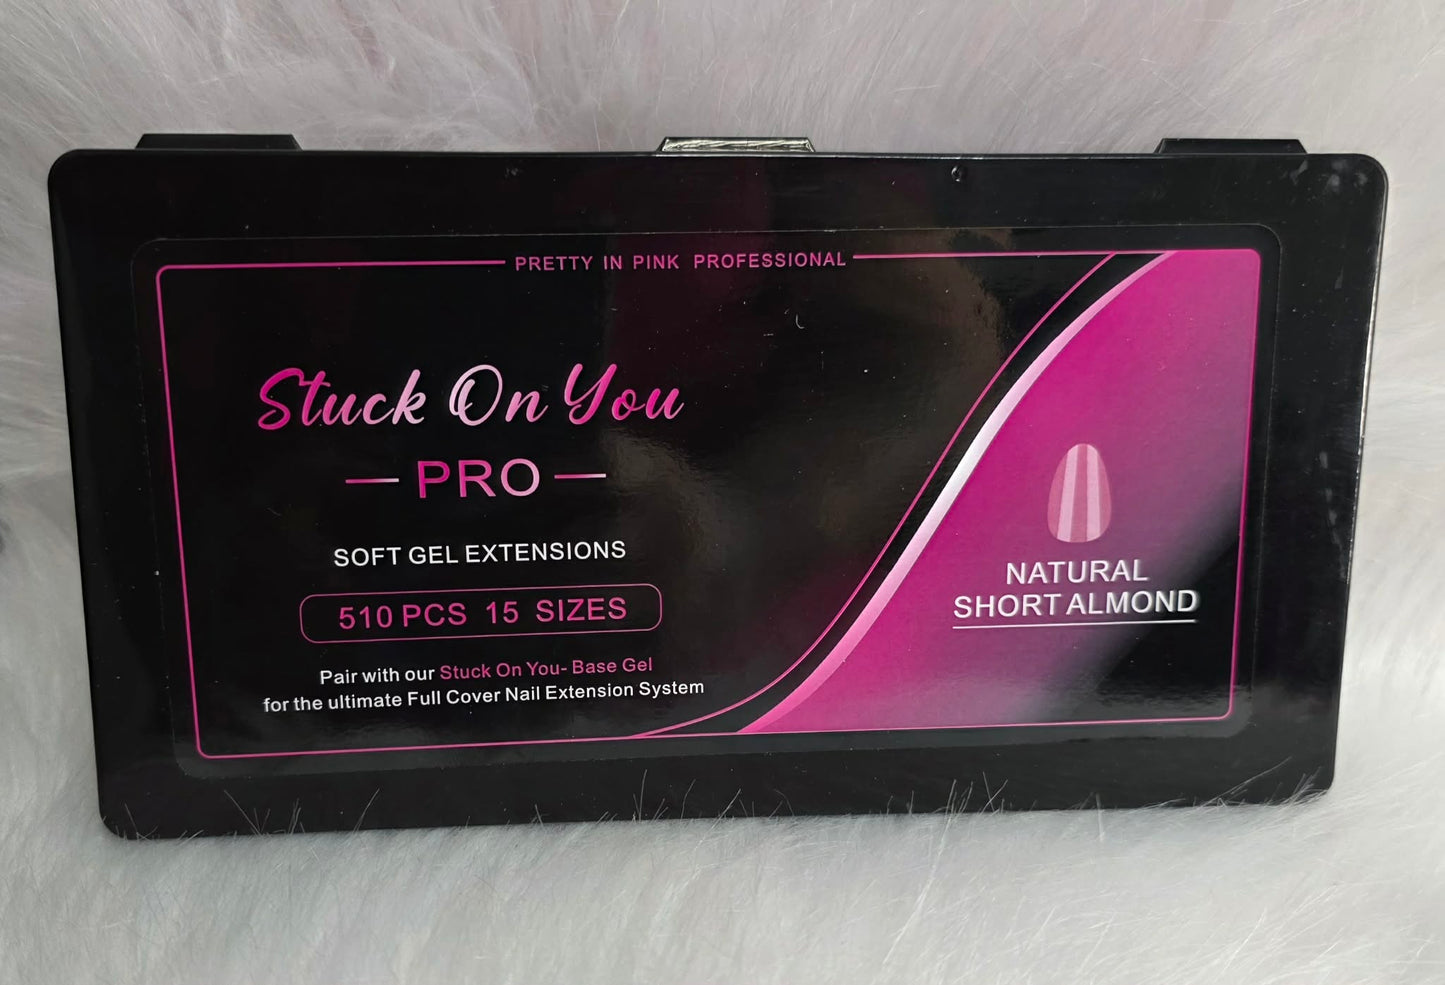 PRETTY IN PINK PROFESSIONAL
Stuck On You
PRO
SOFT GEL EXTENSIONS
510 PCS 15 SIZES
Pair with our Stuck On You- Base Gel
for the ultimate Full Cover Nail Extension System
NATURAL
SHORT ALMOND